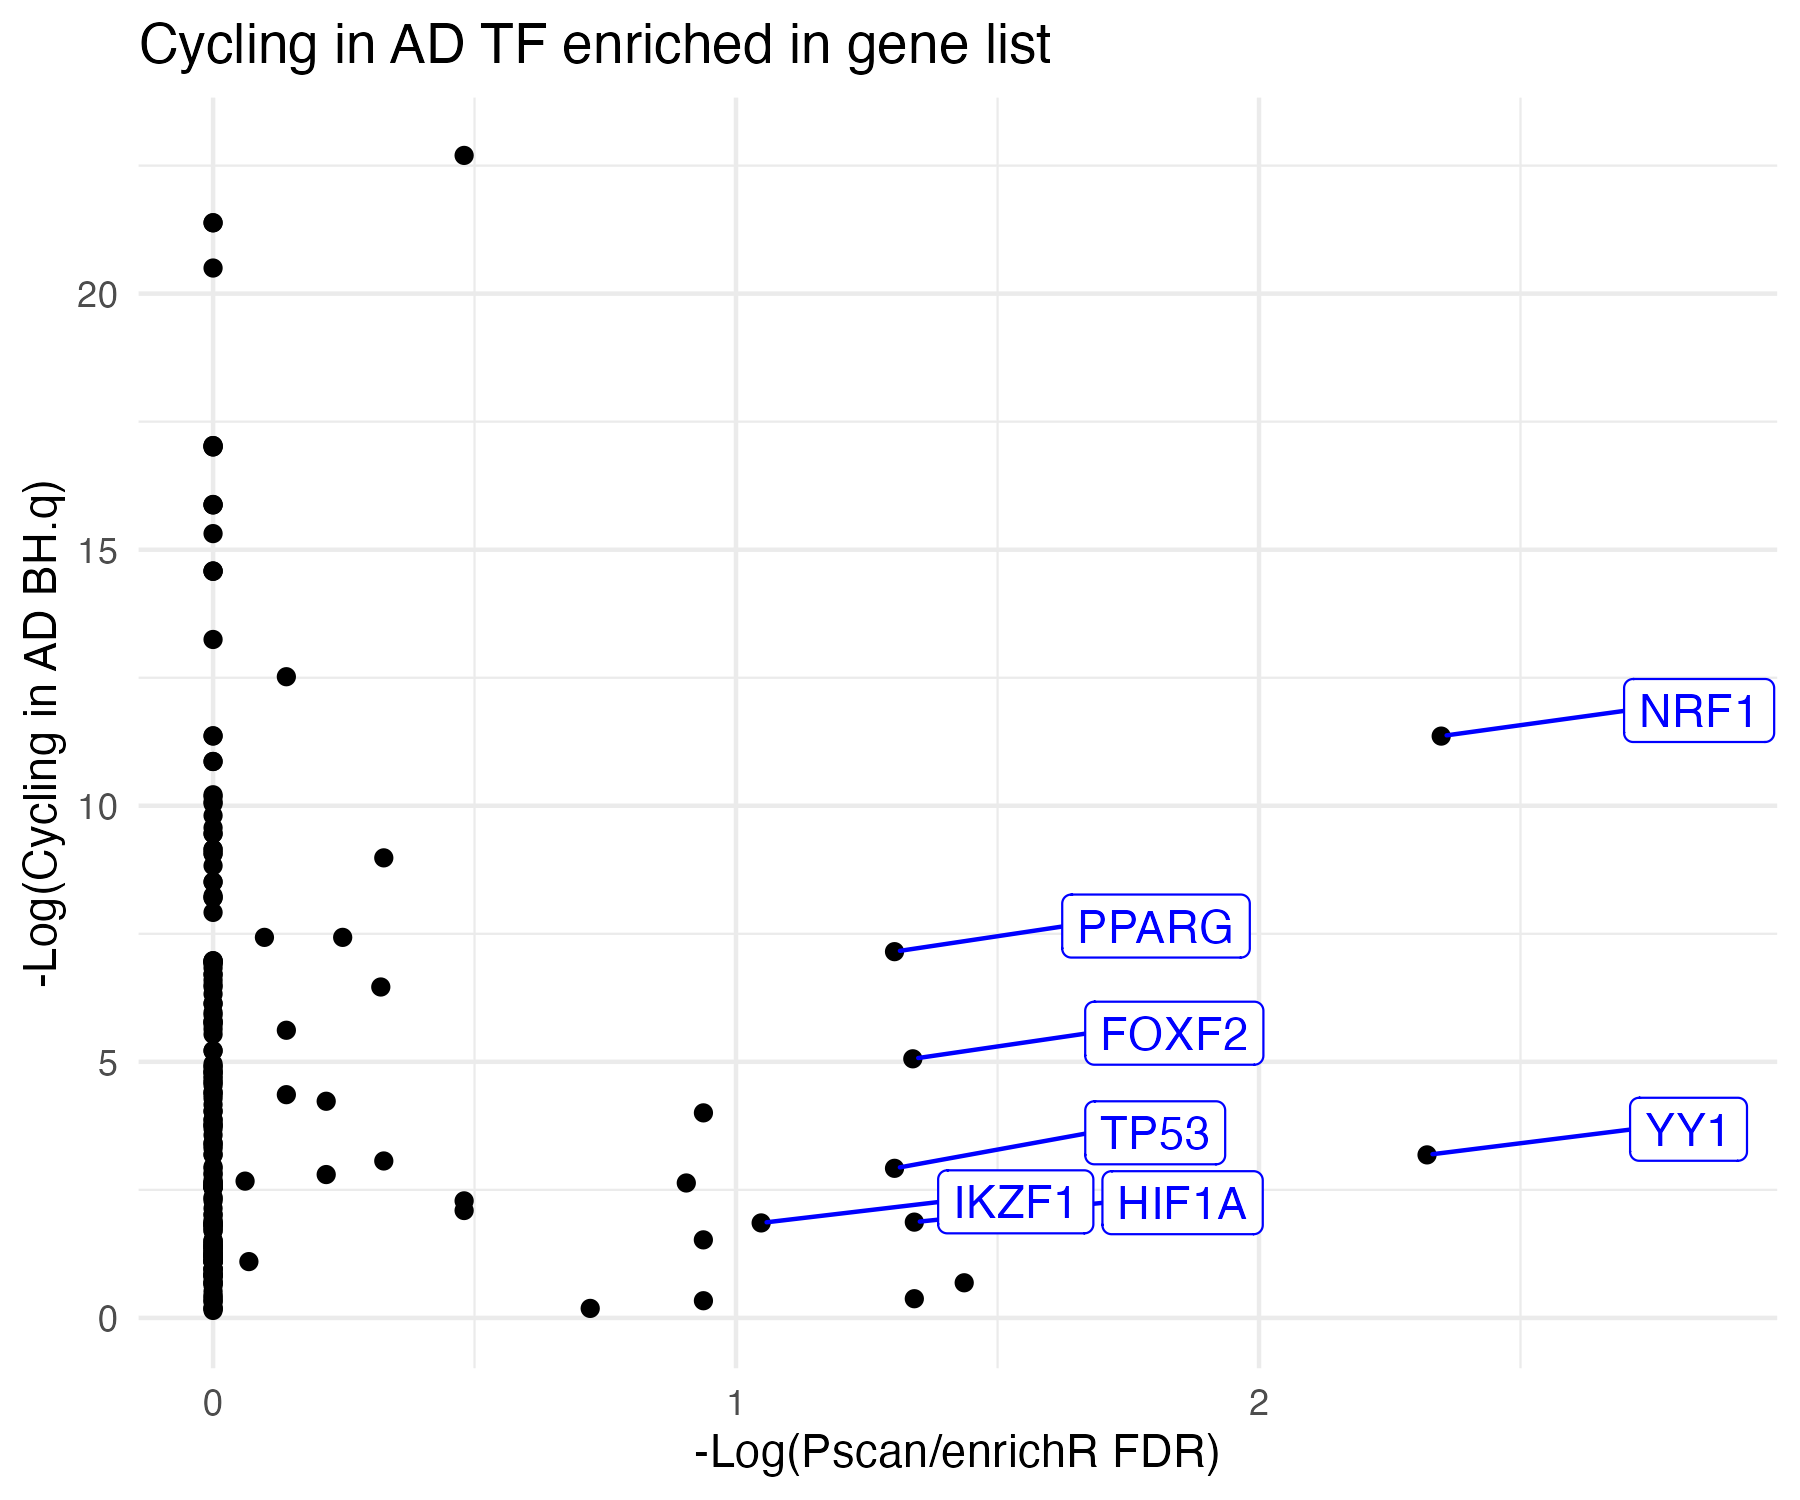 Cycling in AD TF enriched in gene list
-Log(Cycling in AD BH.q)
20
15
10
5
0
NRF1
PPARG
FOXF2
TP53
YY1
IKZF1
HIF1A
0
1
2
-Log(Pscan/enrichR FDR)